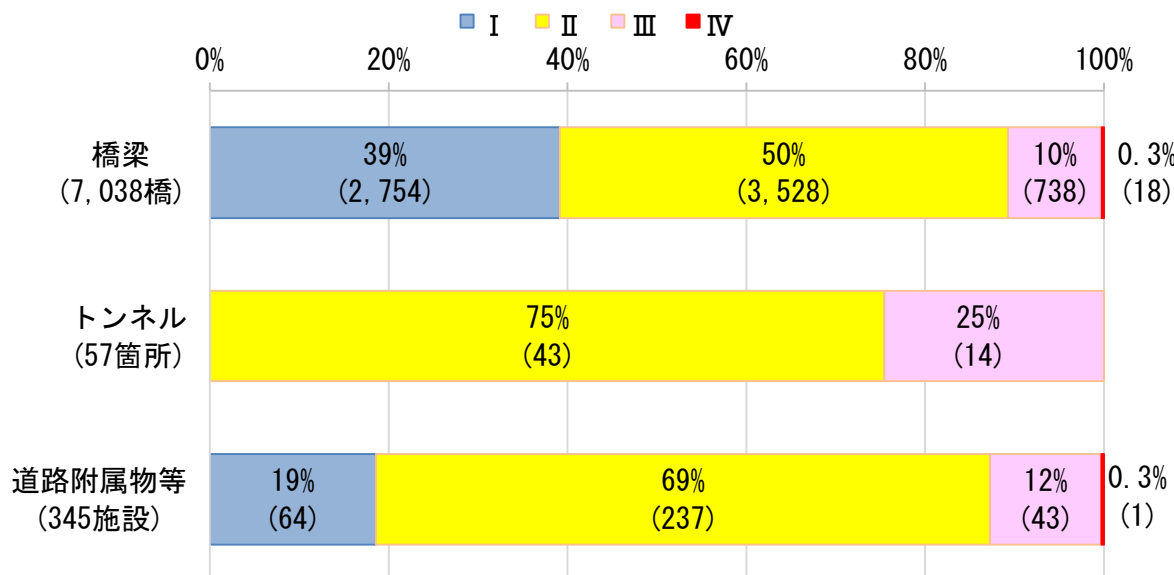 Ⅰ Ⅱ Ⅲ Ⅳ
0% 20% 40% 60% 80% 100%
橋梁
(7,038橋)
39%
(2,754)
50%
(3,528)
10%
(738)
0.3%
(18)
トンネル
(57箇所)
75%
(43)
25%
(14)
道路附属物等
(345施設)
19%
(64)
69%
(237)
12%
(43)
0.3%
(1)